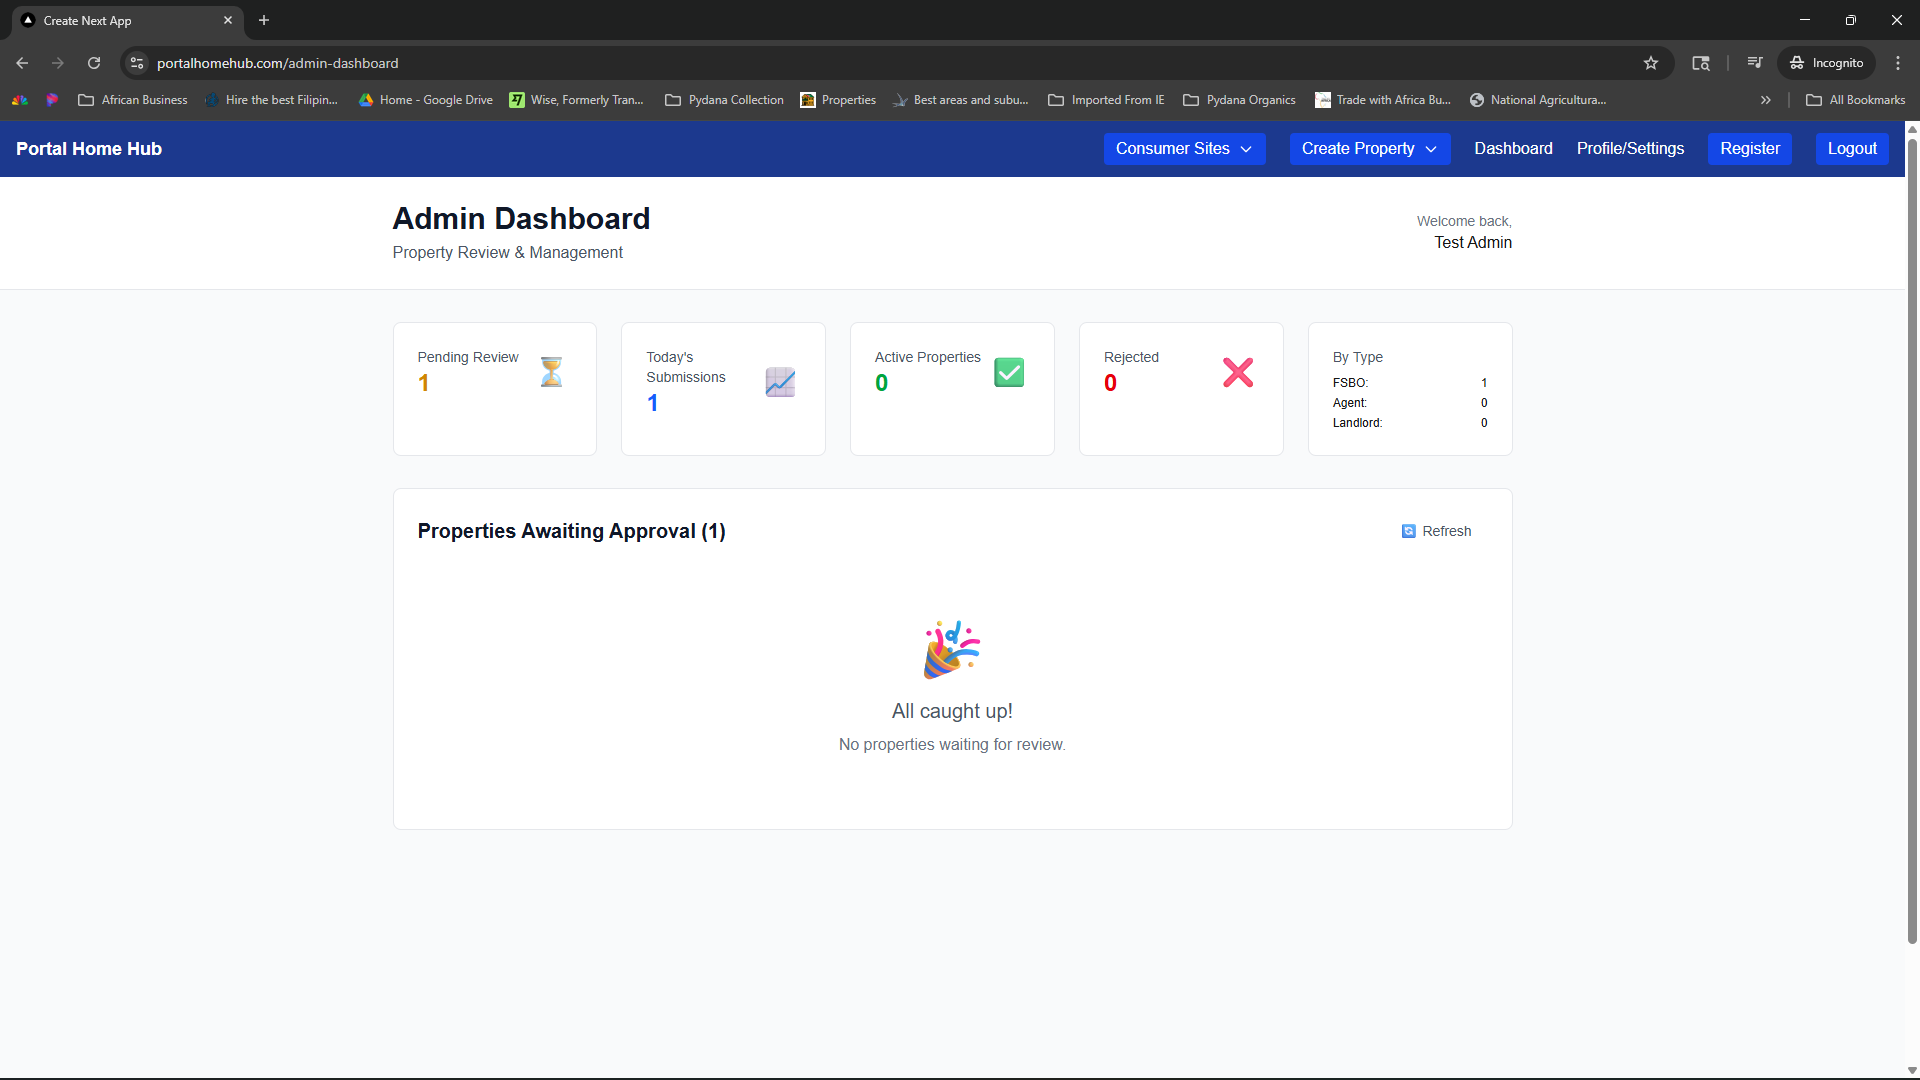 Create Next App
portalhomehub.com/admin-dashboard
Incognito
African Business
Hire the best Filipin...
Home - Google Drive
Wise, Formerly Tran...
Pydana Collection
Properties
Best areas and subu...
Imported From IE
Pydana Organics
Trade with Africa Bu...
National Agricultura...
All Bookmarks
Portal Home Hub
Consumer Sites
Create Property
Dashboard
Profile/Settings
Register
Logout
Admin Dashboard
Property Review & Management
Welcome back,
Test Admin
Pending Review
1
Today's
Submissions
1
Active Properties
0
Rejected
0
By Type
FSBO: 1
Agent: 0
Landlord: 0
Properties Awaiting Approval (1)
Refresh
All caught up!
No properties waiting for review.